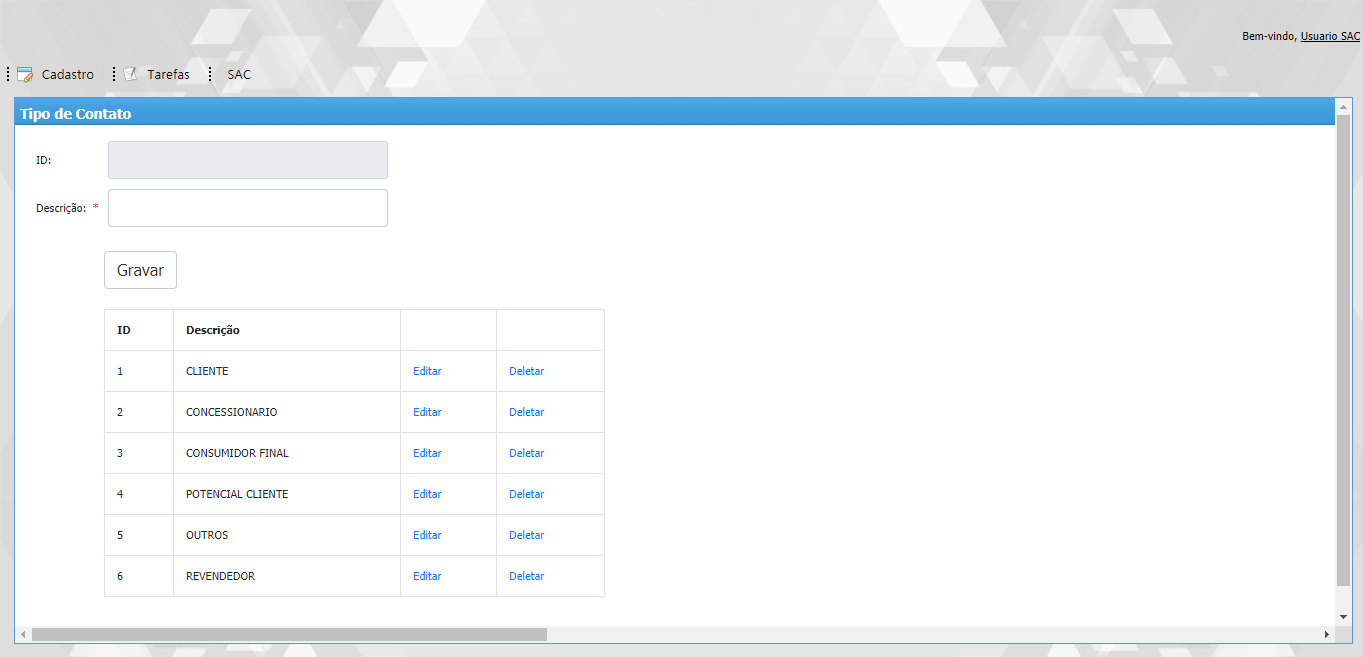 Bem-vindo, Usuario SAC
Cadastro Tarefas SAC
Tipo de Contato
ID:
Descrição: *
Gravar
ID Descrição
1 CLIENTE Editar Deletar
2 CONCESSIONARIO Editar Deletar
3 CONSUMIDOR FINAL Editar Deletar
4 POTENCIAL CLIENTE Editar Deletar
5 OUTROS Editar Deletar
6 REVENDEDOR Editar Deletar